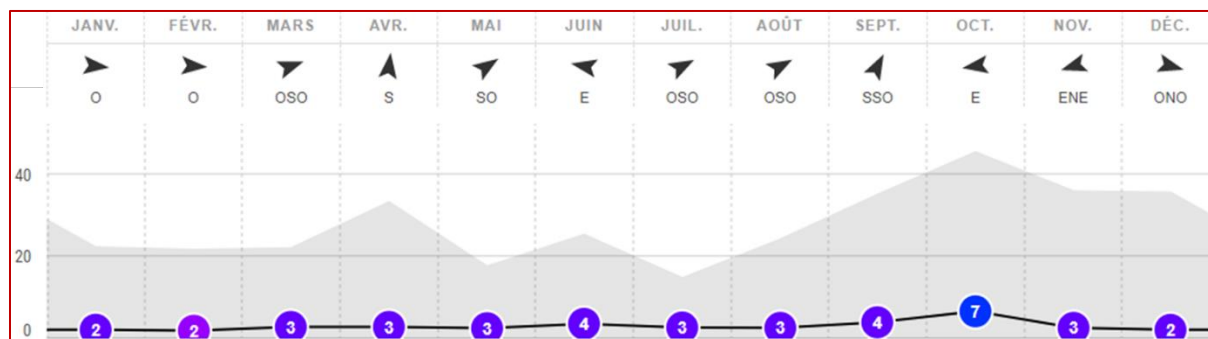 JANV. FÉVR. MARS AVR. MAI JUIN JUIL. AOÛT SEPT. OCT. NOV. DÉC.
O O OSO S SO E OSO OSO SSO E ENE ONO
40
20
0 2 2 3 3 3 4 3 3 4 7 3 2